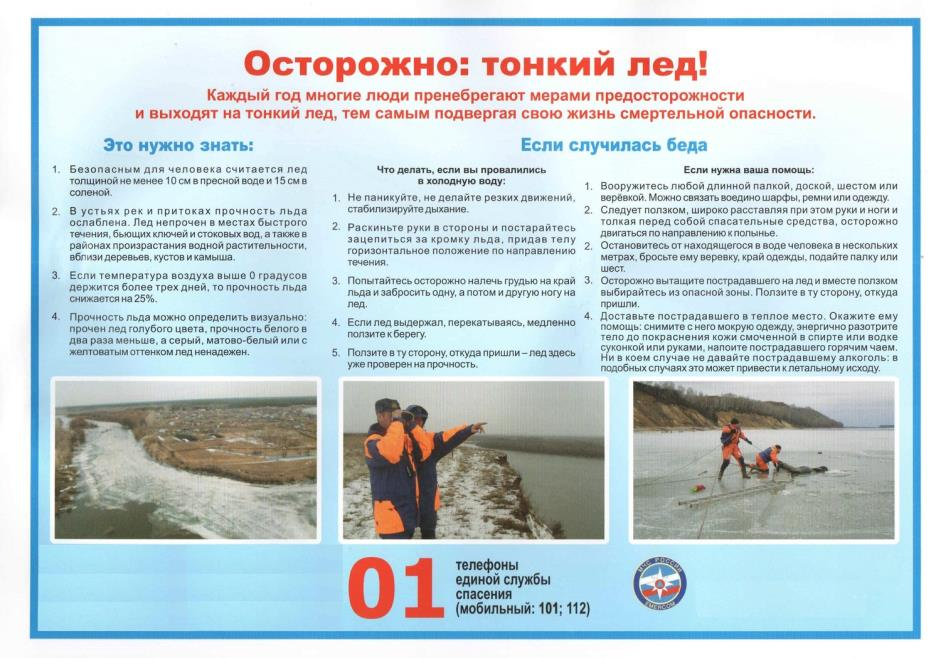 Осторожно: тонкий лед!
Каждый год многие люди пренебрегают мерами предосторожности
и выходят на тонкий лед, тем самым подвергая свою жизнь смертельной опасности.
Это нужно знать:
1. Безопасным для человека считается лед
толщиной не менее 10 см в пресной воде и 15 см в
соленой.
2. В устьях рек и притоках прочность льда
ослаблена. Лед непрочен в местах быстрого
течения, бьющих ключей и стоковых вод, а также в
районах произрастания водной растительности,
вблизи деревьев, кустов и камыша.
3. Если температура воздуха выше 0 градусов
держится более трех дней, то прочность льда
снижается на 25%.
4. Прочность льда можно определить визуально:
прочен лед голубого цвета, прочность белого в
два раза меньше, а серый, матово-белый или с
желтоватым оттенком лед ненадежен.
Если случилась беда
Что делать, если вы провалились
в холодную воду:
1. Не паникуйте, не делайте резких движений,
стабилизируйте дыхание.
2. Раскиньте руки в стороны и постарайтесь
зацепиться за кромку льда, придав телу
горизонтальное положение по направлению
течения.
3. Попытайтесь осторожно налечь грудью на край
льда и забросить одну, а потом и другую ногу на
лед.
4. Если лед выдержал, перекатываясь, медленно
ползите к берегу.
5. Ползите в ту сторону, откуда пришли – лед здесь
уже проверен на прочность.
Если нужна ваша помощь:
1. Вооружитесь любой длинной палкой, доской, шестом или
верёвкой. Можно связать воедино шарфы, ремни или одежду.
2. Следует ползком, широко расставляя при этом руки и ноги и
толкая перед собой спасательные средства, осторожно
двигаться по направлению к полынье.
2. Остановитесь от находящегося в воде человека в нескольких
метрах, бросьте ему веревку, край одежды, подайте палку или
шест.
3. Осторожно вытащите пострадавшего на лед и вместе ползком
выбирайтесь из опасной зоны. Ползите в ту сторону, откуда
пришли.
4. Доставьте пострадавшего в теплое место. Окажите ему
помощь: снимите с него мокрую одежду, энергично разотрите
тело до покраснения кожи смоченной в спирте или водке
суконкой или руками, напоите пострадавшего горячим чаем.
Ни в коем случае не давайте пострадавшему алкоголь: в
подобных случаях это может привести к летальному исходу.
01
телефоны
единой службы
спасения
(мобильный: 101; 112)
МЧС РОССИИ
EMERCOM